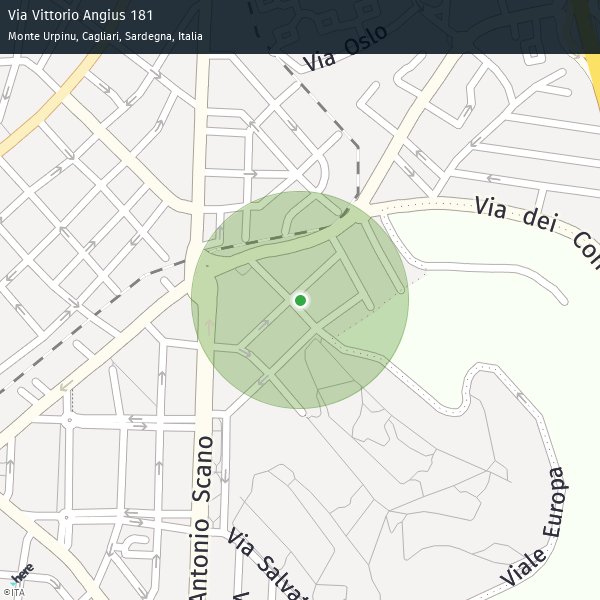 Via Vittorio Angius 181
Monte Urpinu, Cagliari, Sardegna, Italia
Via Oslo
Via dei Con
Antonio Scano
Via Salvat
Viale Europa
here
©ITA